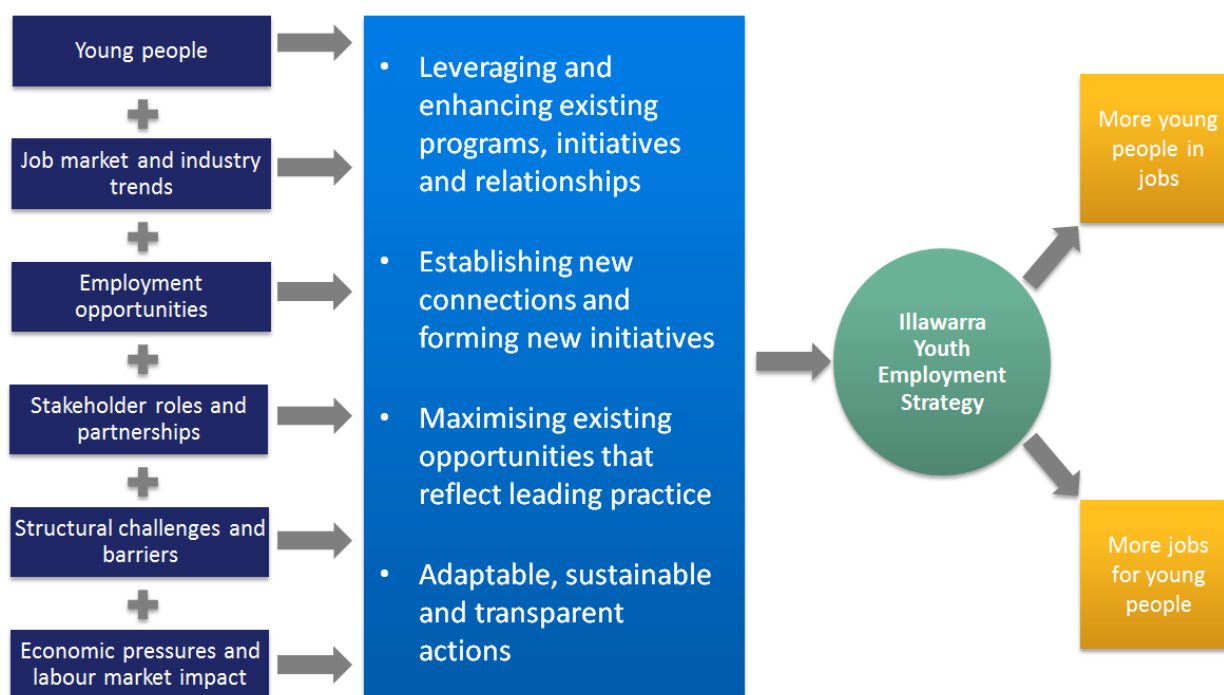 Young people
Job market and industry
trends
Employment
opportunities
Stakeholder roles and
partnerships
Structural challenges and
barriers
Economic pressures and
labour market impact
• Leveraging and
enhancing existing
programs, initiatives
and relationships
• Establishing new
connections and
forming new initiatives
• Maximising existing
opportunities that
reflect leading practice
• Adaptable, sustainable
and transparent
actions
Illawarra
Youth
Employment
Strategy
More young
people in
jobs
More jobs
for young
people